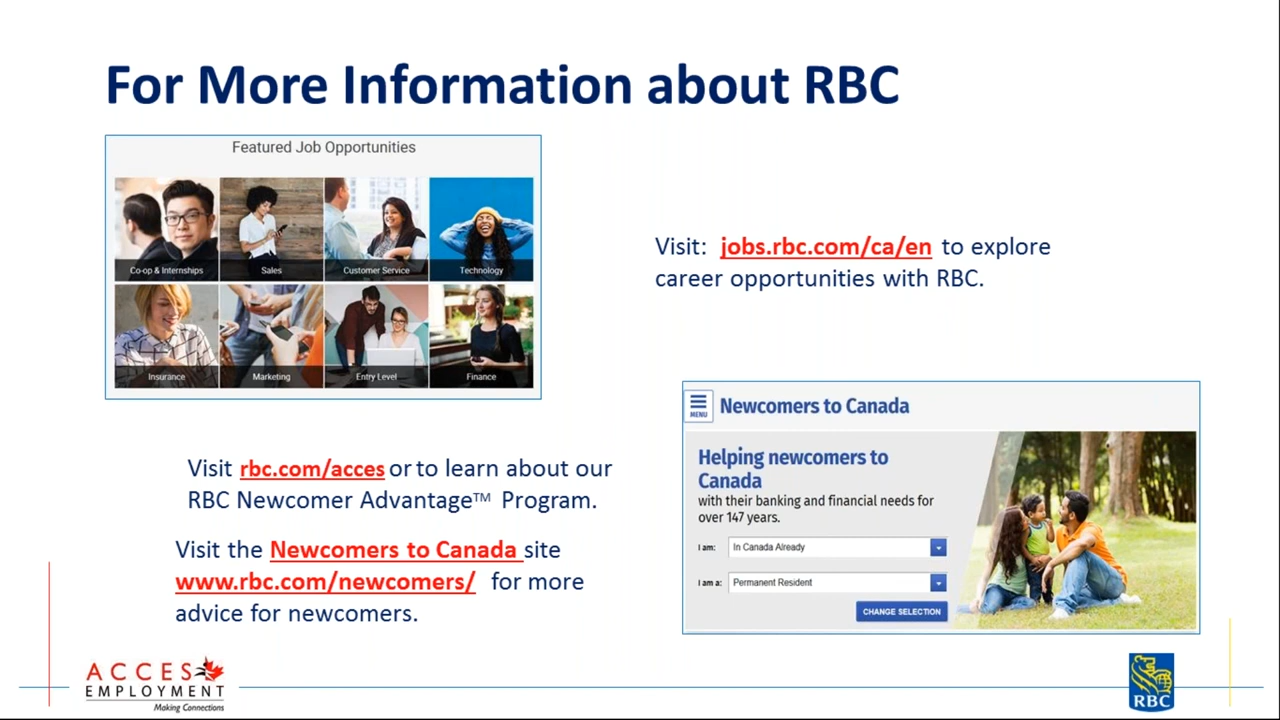 For More Information about RBC
Featured Job Opportunities
Co-op & Internships
Sales
Customer Service
Technology
Insurance
Marketing
Entry Level
Finance
Visit: jobs.rbc.com/ca/en to explore
career opportunities with RBC.
Visit rbc.com/acces or to learn about our
RBC Newcomer Advantage™ Program.
Visit the Newcomers to Canada site
www.rbc.com/newcomers/ for more
advice for newcomers.
MENU
Newcomers to Canada
Helping newcomers to
Canada
with their banking and financial needs for
over 147 years.
I am: In Canada Already
I am a: Permanent Resident
CHANGE SELECTION
ACCES
EMPLOYMENT
Making Connections
RBC